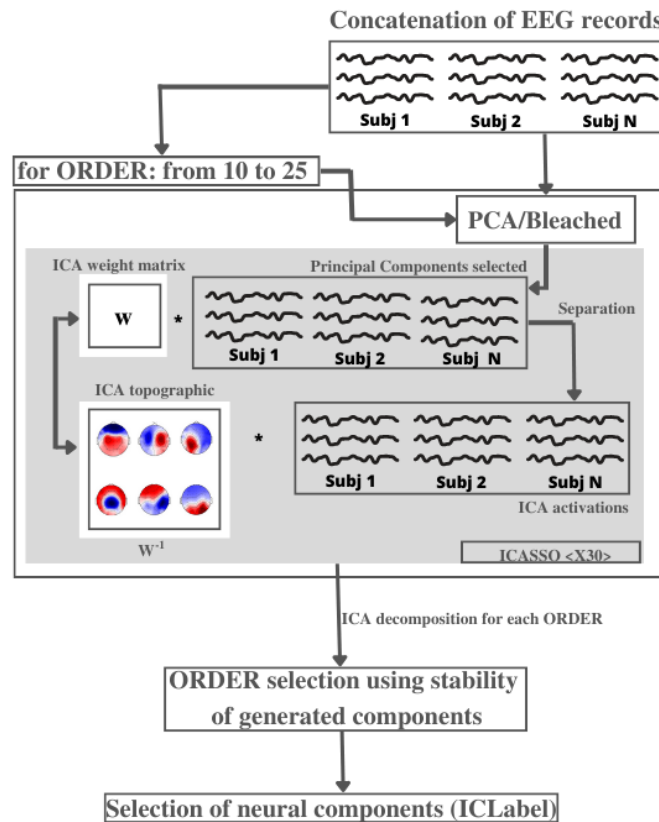 Concatenation of EEG records
Subj 1 Subj 2 Subj N
for ORDER: from 10 to 25
PCA/Bleached
ICA weight matrix
Principal Components selected
W
*
Subj 1 Subj 2 Subj N
Separation
ICA topographic
*
Subj 1 Subj 2 Subj N
ICA activations
W-1
ICASSO <X30>
ICA decomposition for each ORDER
ORDER selection using stability
of generated components
Selection of neural components (ICLabel)